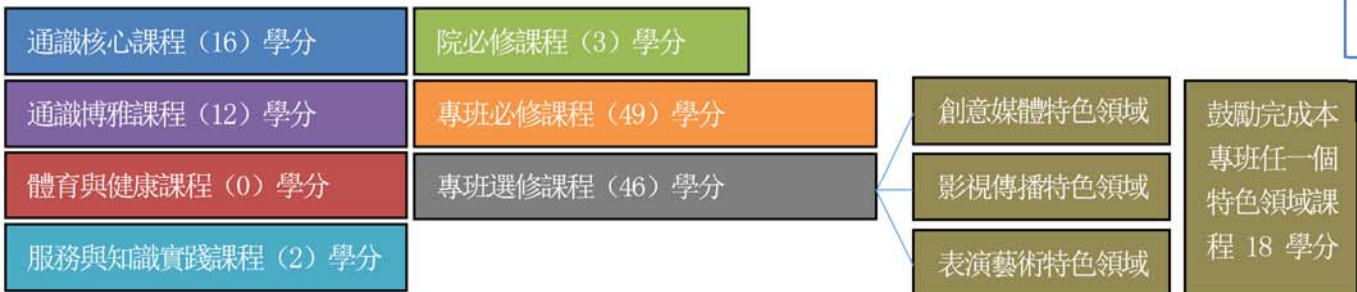 通識核心課程（16）學分
院必修課程（3）學分
通識博雅課程（12）學分
專班必修課程（49）學分
體育與健康課程（0）學分
專班選修課程（46）學分
服務與知識實踐課程（2）學分
創意媒體特色領域
影視傳播特色領域
表演藝術特色領域
鼓勵完成本
專班任一個
特色領域課
程 18 學分